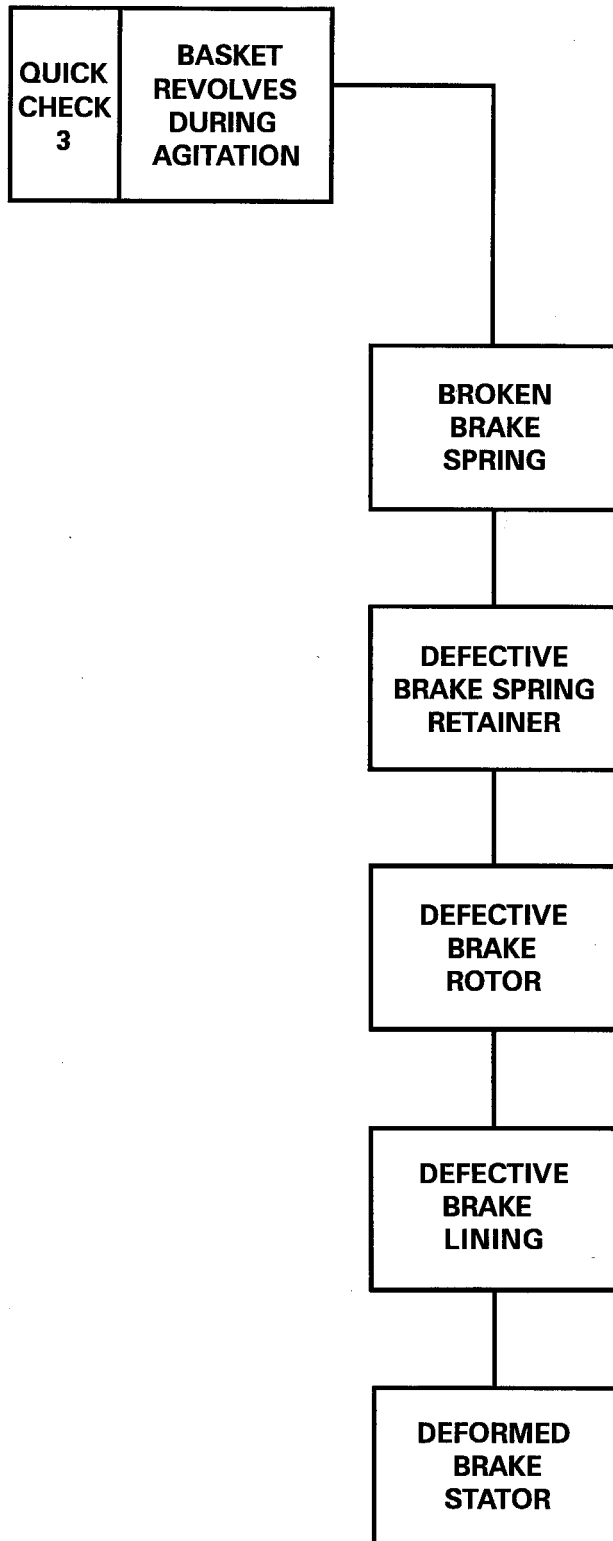 QUICK
CHECK
3
BASKET
REVOLVES
DURING
AGITATION
BROKEN
BRAKE
SPRING
DEFECTIVE
BRAKE SPRING
RETAINER
DEFECTIVE
BRAKE
ROTOR
DEFECTIVE
BRAKE
LINING
DEFORMED
BRAKE
STATOR